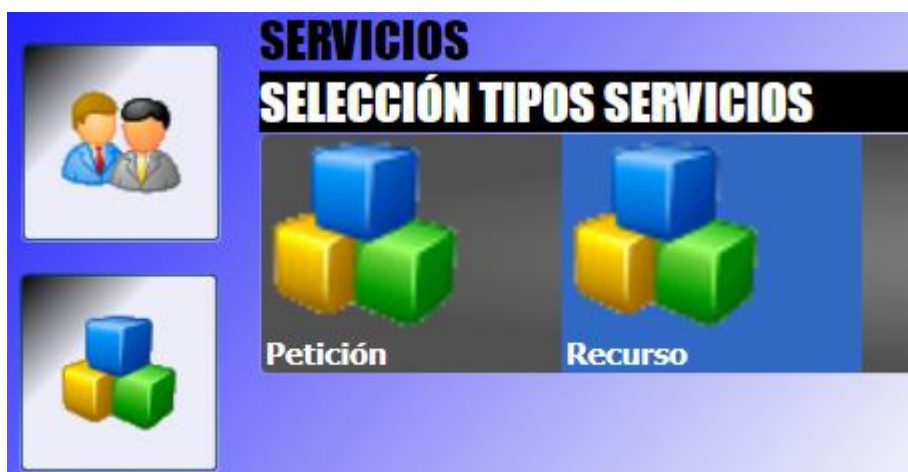 SERVICIOS
SELECCIÓN TIPOS SERVICIOS
Petición
Recurso